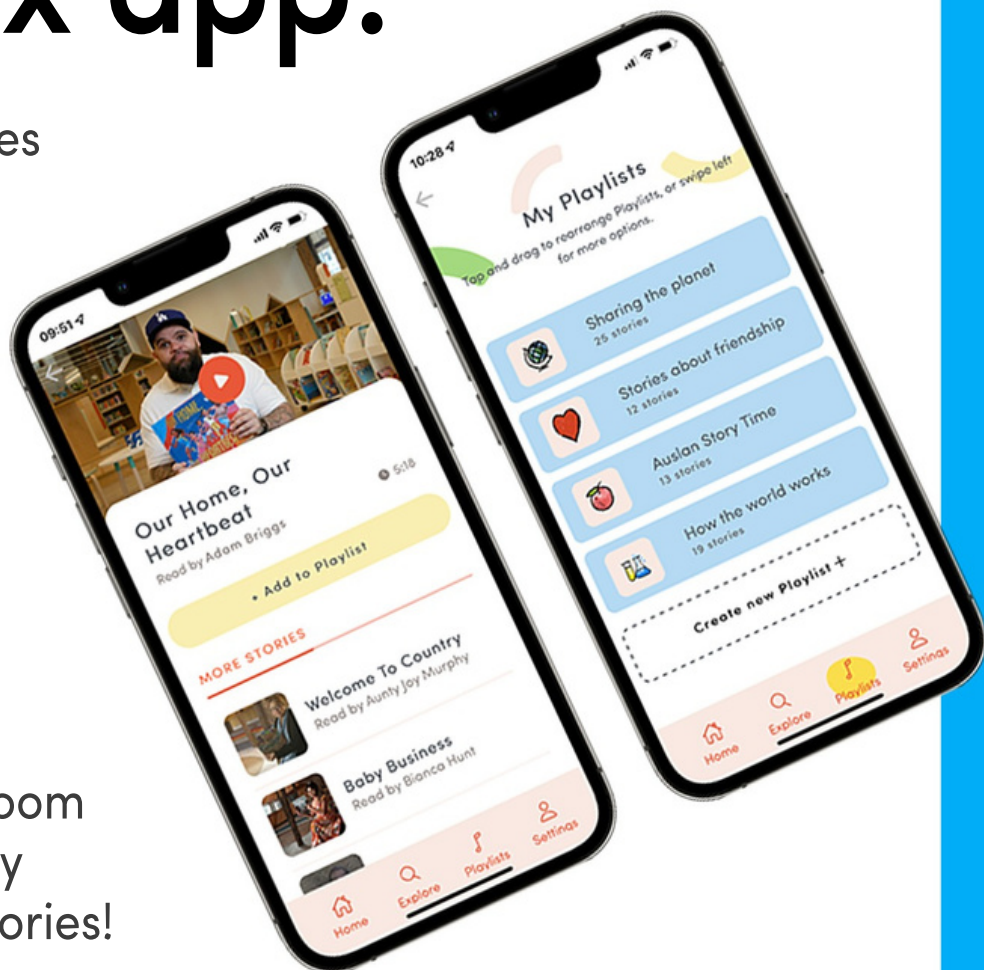 x app.
es
oom
y
ories!
09:51
Our Home, Our
Heartbeat
5:18
Read by Adam Briggs
+ Add to Playlist
MORE STORIES
Welcome To Country
Read by Aunty Joy Murphy
Baby Business
Read by Bianca Hunt
Home
Explore
Playlists
Settings
10:28
My Playlists
Tap and drag to rearrange Playlists, or swipe left
for more options.
Sharing the planet
25 stories
Stories about friendship
12 stories
Auslan Story Time
13 stories
How the world works
19 stories
Create new Playlist +
Home
Explore
Playlists
Settings